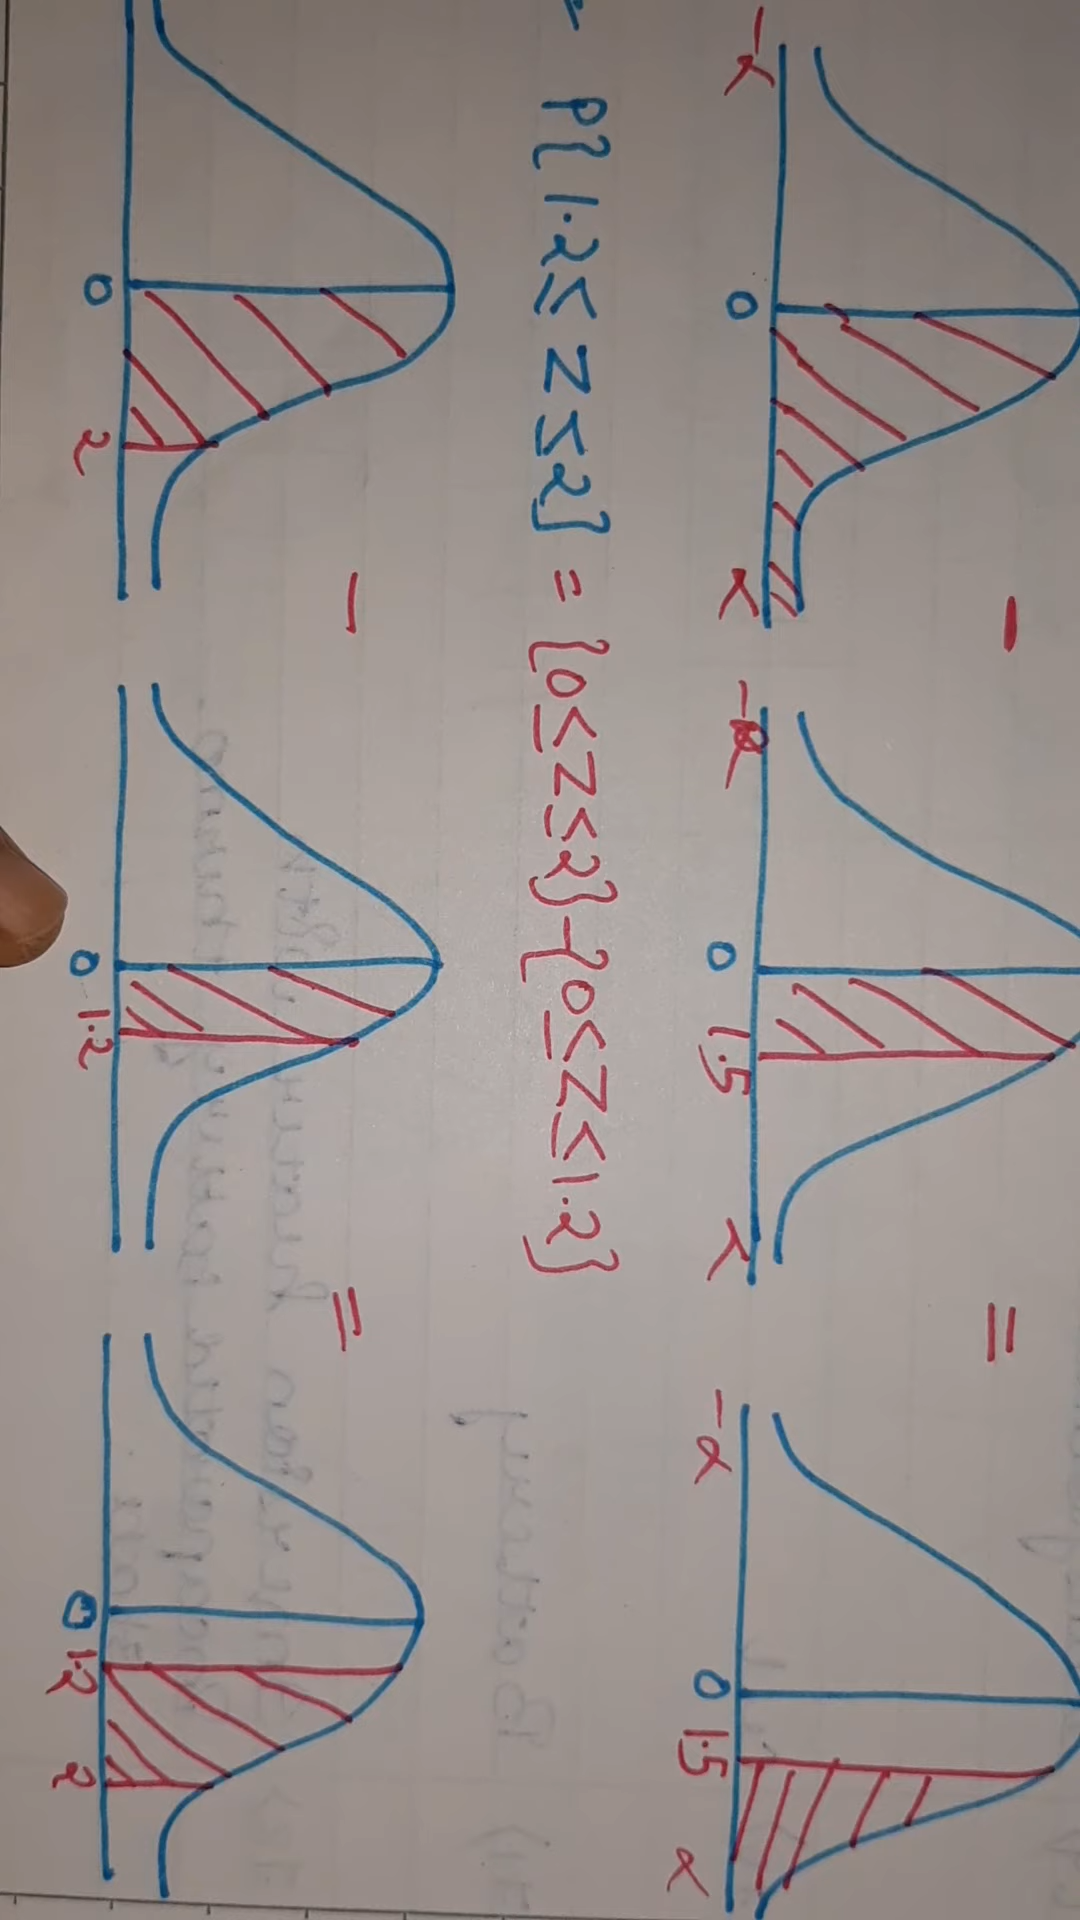 -α 0 α - -α 0 1.5 α = -α 0 1.5 α
P{1.2≤Z≤2} = {0≤Z≤2}-{0≤Z≤1.2}
0 2 - 0 1.2 = 0 1.2 2